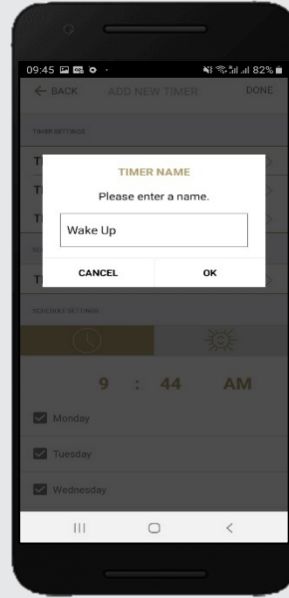 09:45 82%
BACK ADD NEW TIMER DONE
TIMER SETTINGS
TIMER NAME
Please enter a name.
Wake Up
CANCEL OK
SCHEDULE SETTINGS
9 : 44 AM
Monday
Tuesday
Wednesday